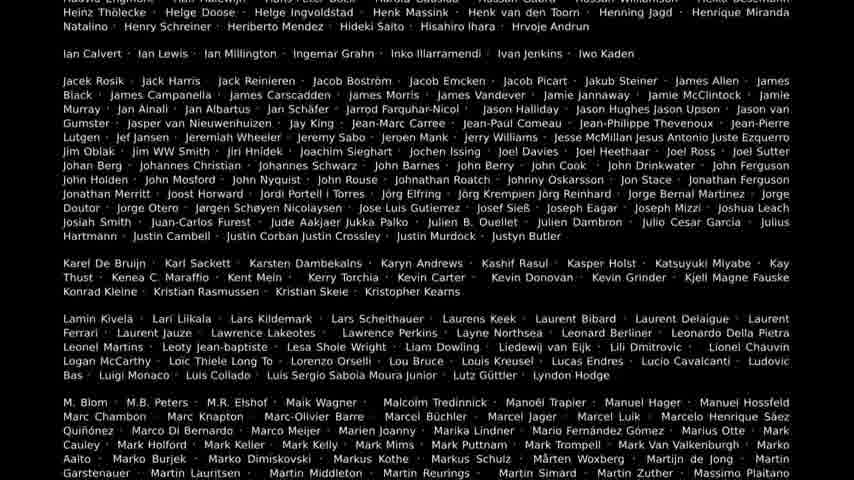 Heinz Thölecke · Helge Doose · Helge Ingvoldstad · Henk Massink · Henk van den Toorn · Henning Jagd · Henrique Miranda
Natalino · Henry Schreiner · Heriberto Mendez · Hideki Saito · Hisahiro Ihara · Hrvoje Andrun
Ian Calvert · Ian Lewis · Ian Millington · Ingemar Grahn · Inko Illarramendi · Ivan Jenkins · Iwo Kaden
Jacek Rosik · Jack Harris · Jack Reinieren · Jacob Boström · Jacob Emcken · Jacob Picart · Jakub Steiner · James Allen · James
Black · James Campanella · James Carscadden · James Morris · James Vandever · Jamie Jannaway · Jamie McClintock · Jamie
Murray · Jan Ainali · Jan Albartus · Jan Schäfer · Jarrod Farquhar-Nicol · Jason Halliday · Jason Hughes Jason Upson · Jason van
Gumster · Jasper van Nieuwenhuizen · Jay King · Jean-Marc Carree · Jean-Paul Comeau · Jean-Philippe Thevenoux · Jean-Pierre
Lutgen · Jef Jansen · Jeremiah Wheeler · Jeremy Sabo · Jeroen Mank · Jerry Williams · Jesse McMillan Jesus Antonio Juste Ezquerro
Jim Oblak · Jim WW Smith · Jiri Hnídek · Joachim Sieghart · Jochen Issing · Joel Davies · Joel Heethaar · Joel Ross · Joel Sutter
Johan Berg · Johannes Christian · Johannes Schwarz · John Barnes · John Berry · John Cook · John Drinkwater · John Ferguson
John Holden · John Mosford · John Nyquist · John Rouse · Johnathan Roatch · Johnny Oskarsson · Jon Stace · Jonathan Ferguson
Jonathan Merritt · Joost Horward · Jordi Portell i Torres · Jörg Elfring · Jörg Krempien Jörg Reinhard · Jorge Bernal Martinez · Jorge
Doutor · Jorge Otero · Jørgen Schøyen Nicolaysen · Jose Luis Gutierrez · Josef Sieß · Joseph Eagar · Joseph Mizzi · Joshua Leach
Josiah Smith · Juan-Carlos Furest · Jude Aakjaer Jukka Palko · Julien B. Ouellet · Julien Dambron · Julio Cesar Garcia · Julius
Hartmann · Justin Cambell · Justin Corban Justin Crossley · Justin Murdock · Justyn Butler
Karel De Bruijn · Karl Sackett · Karsten Dambekalns · Karyn Andrews · Kashif Rasul · Kasper Holst · Katsuyuki Miyabe · Kay
Thust · Kenea C. Maraffio · Kent Mein · Kerry Torchia · Kevin Carter · Kevin Donovan · Kevin Grinder · Kjell Magne Fauske
Konrad Kleine · Kristian Rasmussen · Kristian Skeie · Kristopher Kearns
Lamin Kivelä · Lari Liikala · Lars Kildemark · Lars Scheithauer · Laurens Keek · Laurent Bibard · Laurent Delaigue · Laurent
Ferrari · Laurent Jauze · Lawrence Lakeotes · Lawrence Perkins · Layne Northsea · Leonard Berliner · Leonardo Della Pietra
Leonel Martins · Leoty Jean-baptiste · Lesa Shole Wright · Liam Dowling · Liedewij van Eijk · Lili Dmitrovic · Lionel Chauvin
Logan McCarthy · Loïc Thiele Long To · Lorenzo Orselli · Lou Bruce · Louis Kreusel · Lucas Endres · Lucio Cavalcanti · Ludovic
Bas · Luigi Monaco · Luis Collado · Luis Sergio Saboia Moura Junior · Lutz Güttler · Lyndon Hodge
M. Blom · M.B. Peters · M.R. Elshof · Maik Wagner · Malcolm Tredinnick · Manoël Trapier · Manuel Hager · Manuel Hossfeld
Marc Chambon · Marc Knapton · Marc-Olivier Barre · Marcel Büchler · Marcel Jager · Marcel Luik · Marcelo Henrique Sáez
Quiñónez · Marco Di Bernardo · Marco Meijer · Marien Joanny · Marika Lindner · Mario Fernández Gómez · Marius Otte · Mark
Cauley · Mark Holford · Mark Keller · Mark Kelly · Mark Mims · Mark Puttnam · Mark Trompell · Mark Van Valkenburgh · Marko
Aaito · Marko Burjek · Marko Dimiskovski · Markus Kothe · Markus Schulz · Mårten Woxberg · Martijn de Jong · Martin
Garstenauer · Martin Lauritsen · Martin Middleton · Martin Reurings · Martin Simard · Martin Zuther · Massimo Plaitano